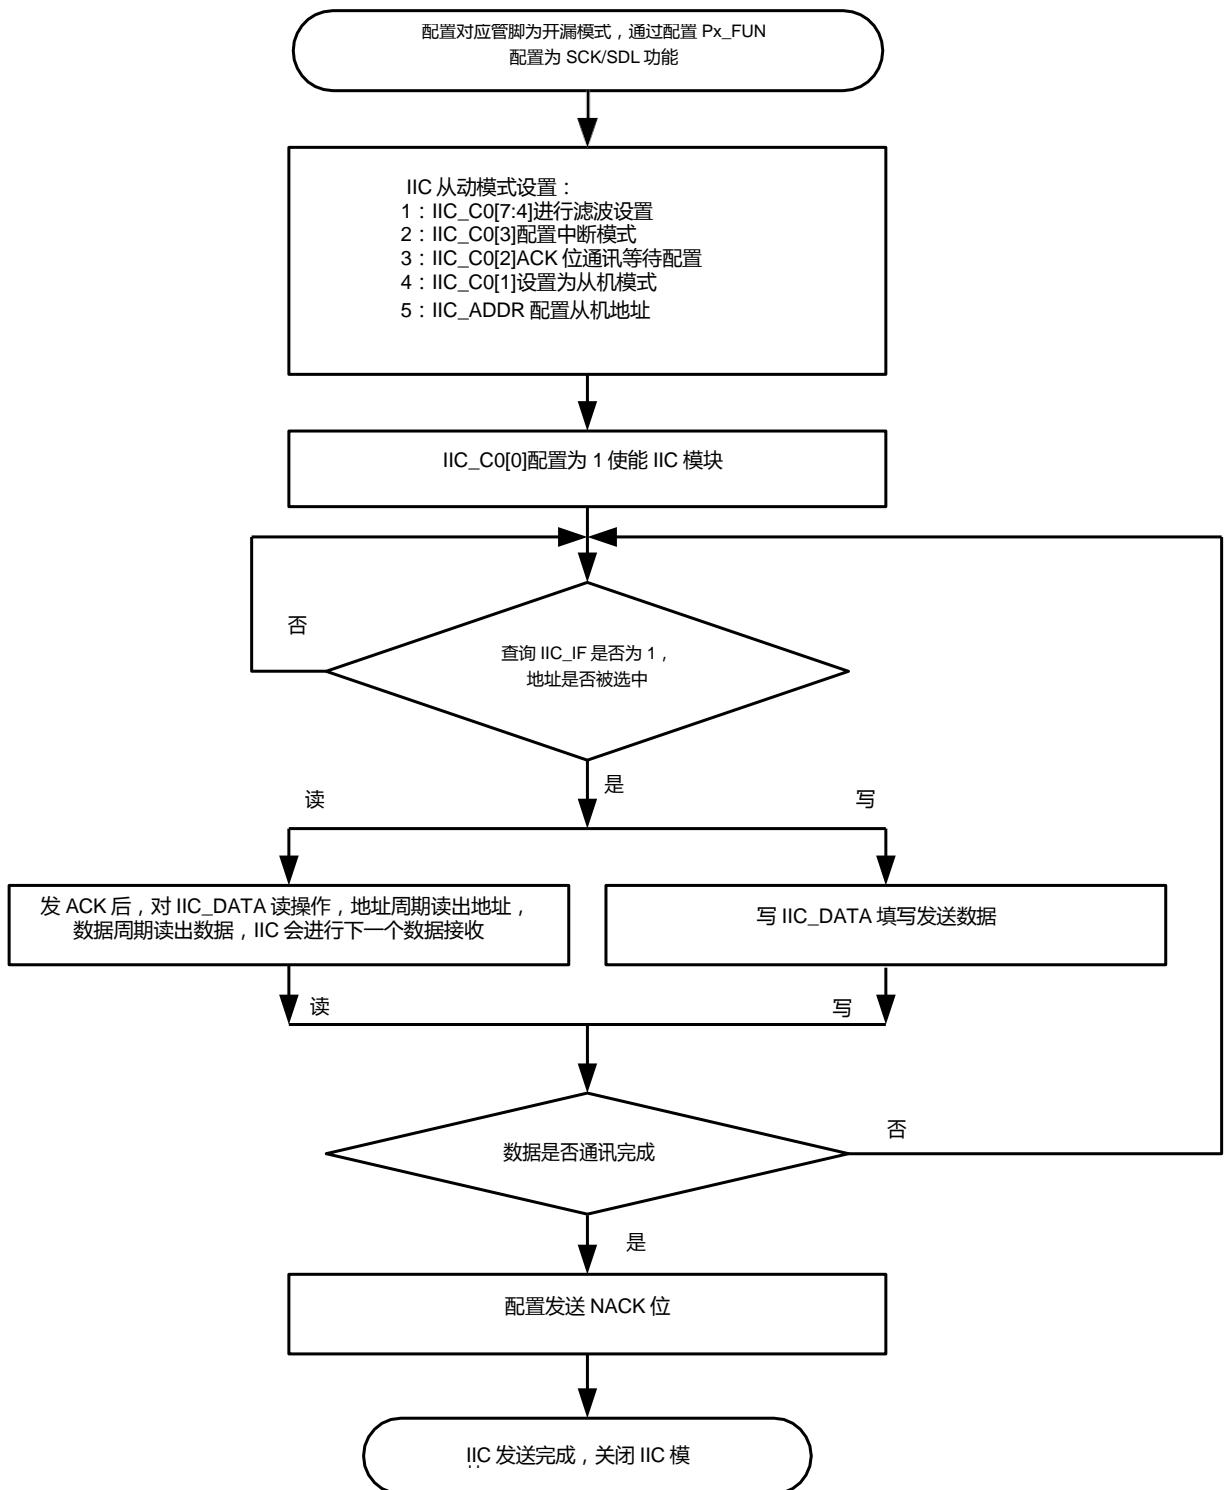 配置对应管脚为开漏模式，通过配置 Px_FUN
配置为 SCK/SDL 功能
IIC 从动模式设置：
1：IIC_C0[7:4]进行滤波设置
2：IIC_C0[3]配置中断模式
3：IIC_C0[2]ACK 位通讯等待配置
4：IIC_C0[1]设置为从机模式
5：IIC_ADDR 配置从机地址
IIC_C0[0]配置为 1 使能 IIC 模块
否
查询 IIC_IF 是否为 1，
地址是否被选中
是
读
写
发 ACK 后，对 IIC_DATA 读操作，地址周期读出地址，
数据周期读出数据，IIC 会进行下一个数据接收
写 IIC_DATA 填写发送数据
读
写
数据是否通讯完成
否
是
配置发送 NACK 位
IIC 发送完成，关闭 IIC 模